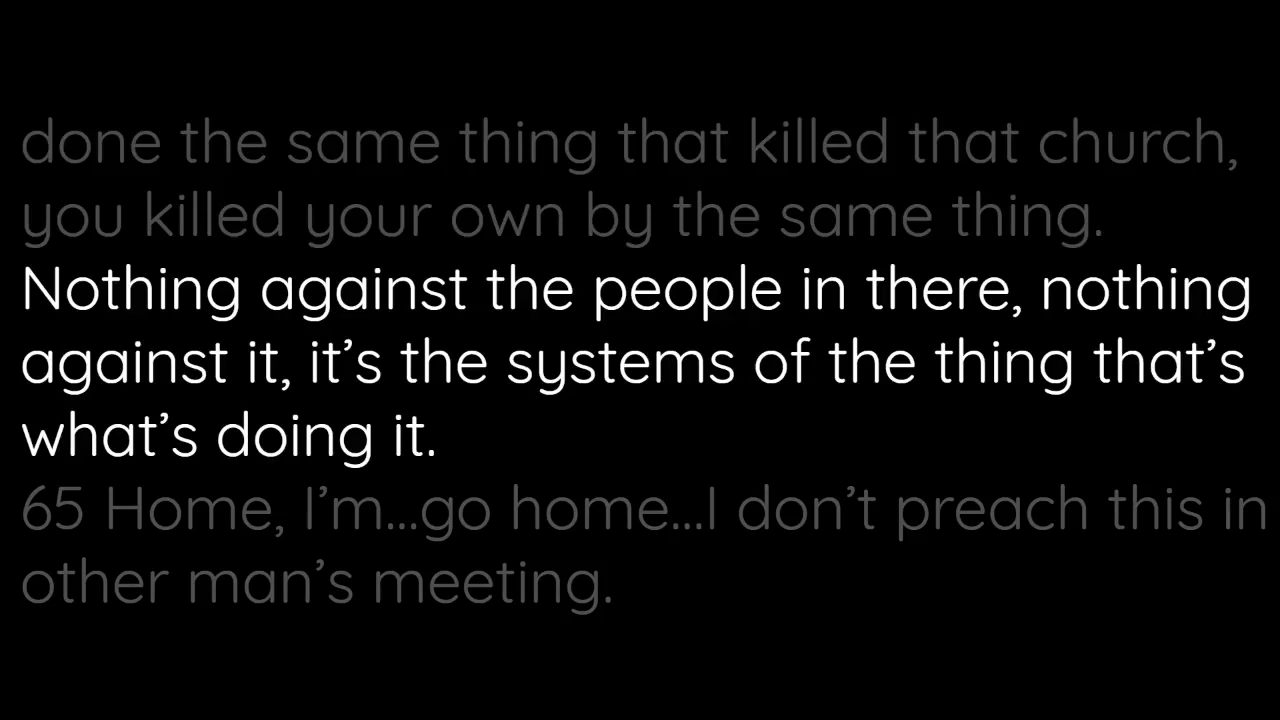 done the same thing that killed that church,
you killed your own by the same thing.
Nothing against the people in there, nothing
against it, it’s the systems of the thing that’s
what’s doing it.
65 Home, I’m...go home...I don’t preach this in
other man’s meeting.